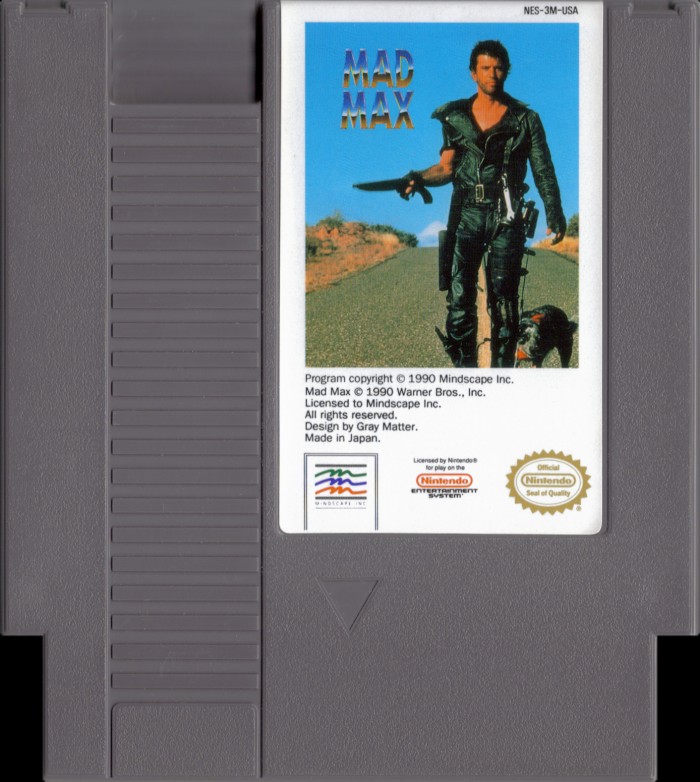 NES-3M-USA
MAD
MAX
Program copyright © 1990 Mindscape Inc.
Mad Max © 1990 Warner Bros., Inc.
Licensed to Mindscape Inc.
All rights reserved.
Design by Gray Matter.
Made in Japan.
MINDSCAPE INC
Licensed by Nintendo®
for play on the
Nintendo
ENTERTAINMENT
SYSTEM
Official
Nintendo
Seal of Quality
®